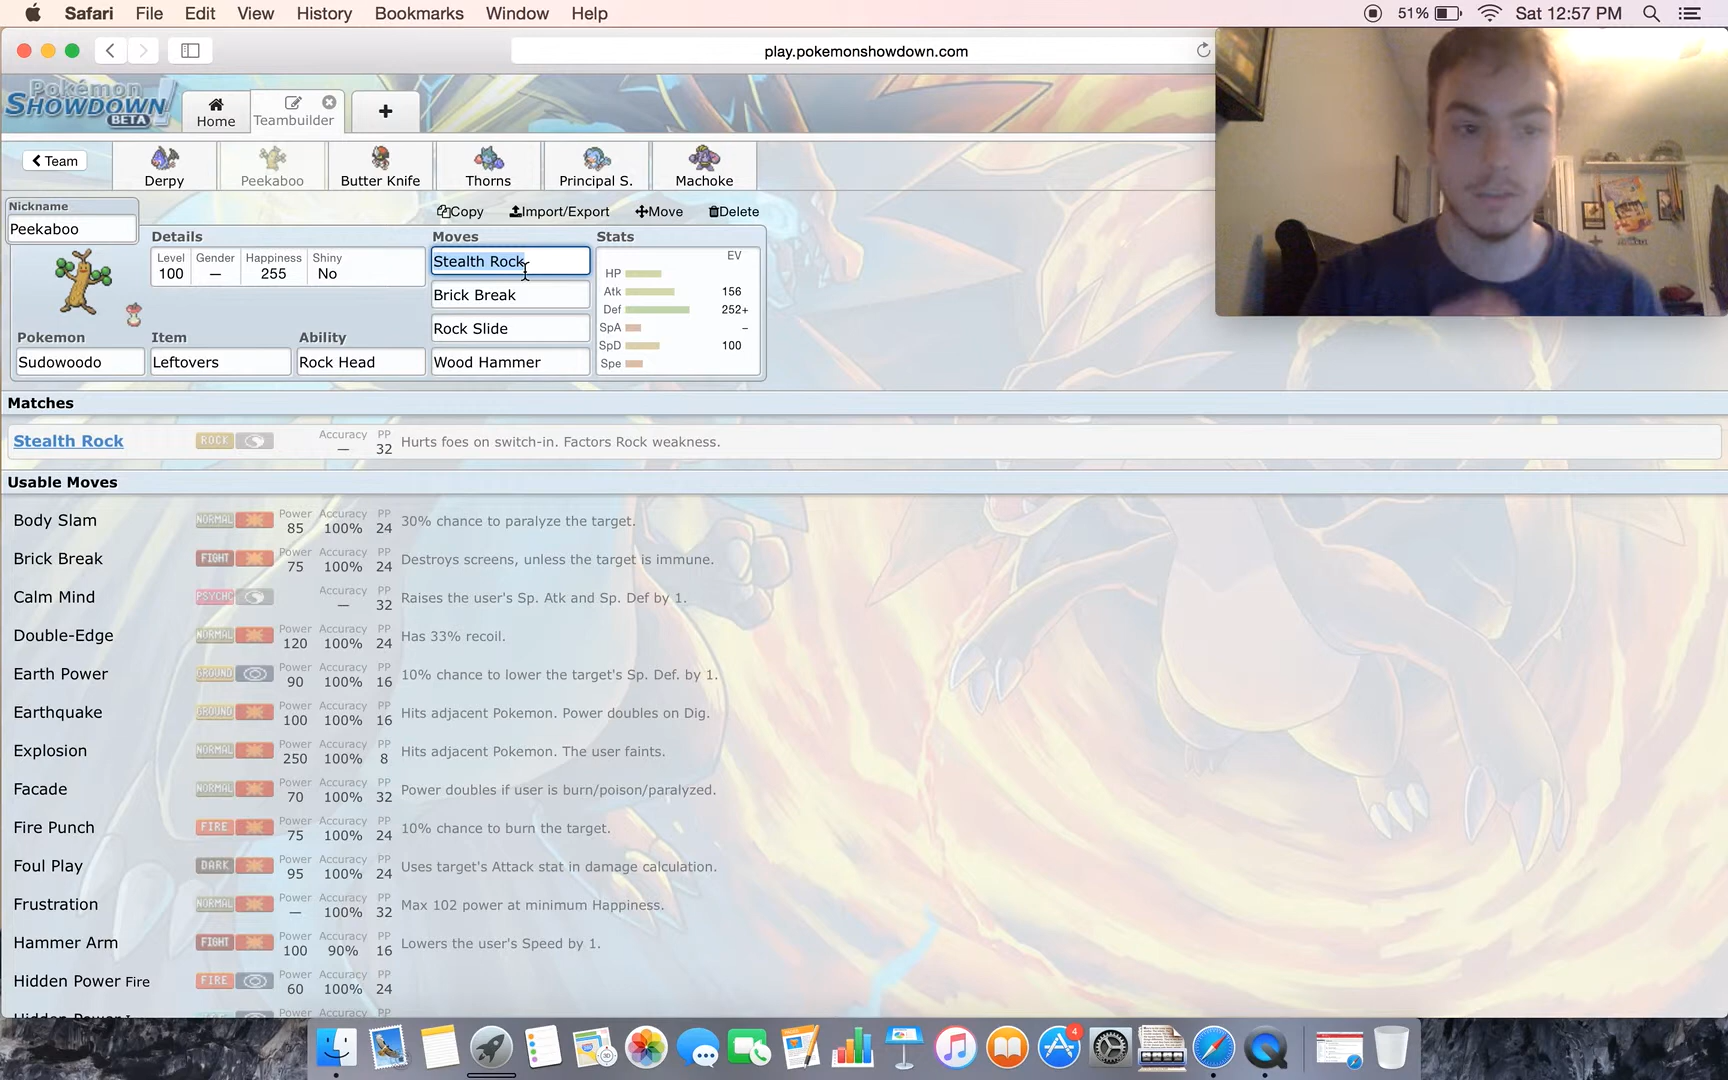 Safari File Edit View History Bookmarks Window Help 51% Sat 12:57 PM
play.pokemonshowdown.com
Pokémon
SHOWDOWN!
BETA
Home
Teambuilder
+
Team
Derpy
Peekaboo
Butter Knife
Thorns
Principal S.
Machoke
Nickname
Peekaboo
Copy Import/Export Move Delete
Details
Level Gender Happiness Shiny
100 — 255 No
Pokemon Item Ability
Sudowoodo Leftovers Rock Head
Moves
Stealth Rock
Brick Break
Rock Slide
Wood Hammer
Stats
EV
HP
Atk 156
Def 252+
SpA –
SpD 100
Spe
Matches
Stealth Rock ROCK Accuracy — PP 32 Hurts foes on switch-in. Factors Rock weakness.
Usable Moves
Body Slam NORMAL Power 85 Accuracy 100% PP 24 30% chance to paralyze the target.
Brick Break FIGHT Power 75 Accuracy 100% PP 24 Destroys screens, unless the target is immune.
Calm Mind PSYCHC Accuracy — PP 32 Raises the user's Sp. Atk and Sp. Def by 1.
Double-Edge NORMAL Power 120 Accuracy 100% PP 24 Has 33% recoil.
Earth Power GROUND Power 90 Accuracy 100% PP 16 10% chance to lower the target's Sp. Def. by 1.
Earthquake GROUND Power 100 Accuracy 100% PP 16 Hits adjacent Pokemon. Power doubles on Dig.
Explosion NORMAL Power 250 Accuracy 100% PP 8 Hits adjacent Pokemon. The user faints.
Facade NORMAL Power 70 Accuracy 100% PP 32 Power doubles if user is burn/poison/paralyzed.
Fire Punch FIRE Power 75 Accuracy 100% PP 24 10% chance to burn the target.
Foul Play DARK Power 95 Accuracy 100% PP 24 Uses target's Attack stat in damage calculation.
Frustration NORMAL Power — Accuracy 100% PP 32 Max 102 power at minimum Happiness.
Hammer Arm FIGHT Power 100 Accuracy 90% PP 16 Lowers the user's Speed by 1.
Hidden Power Fire FIRE Power 60 Accuracy 100% PP 24
4